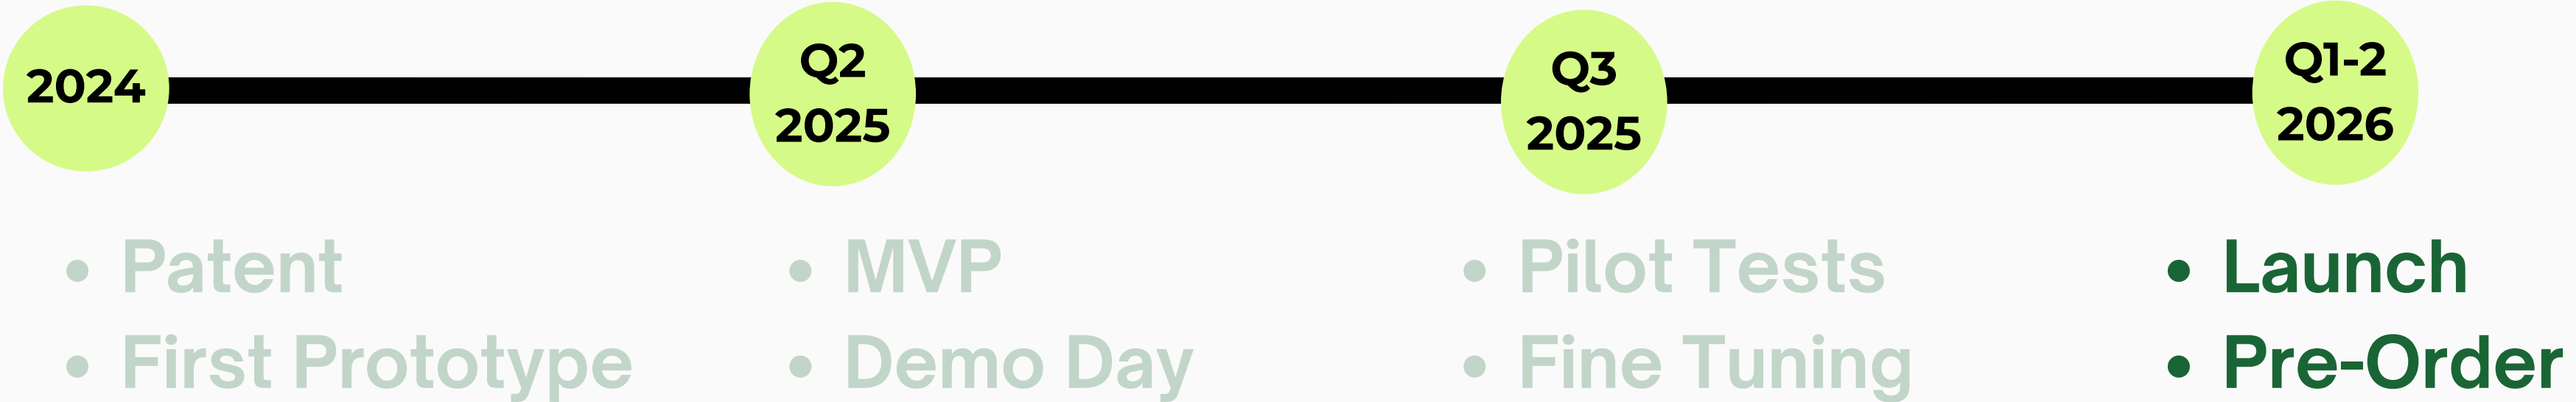 2024
Q2
2025
Q3
2025
Q1-2
2026
• Patent
• First Prototype
• MVP
• Demo Day
• Pilot Tests
• Fine Tuning
• Launch
• Pre-Order